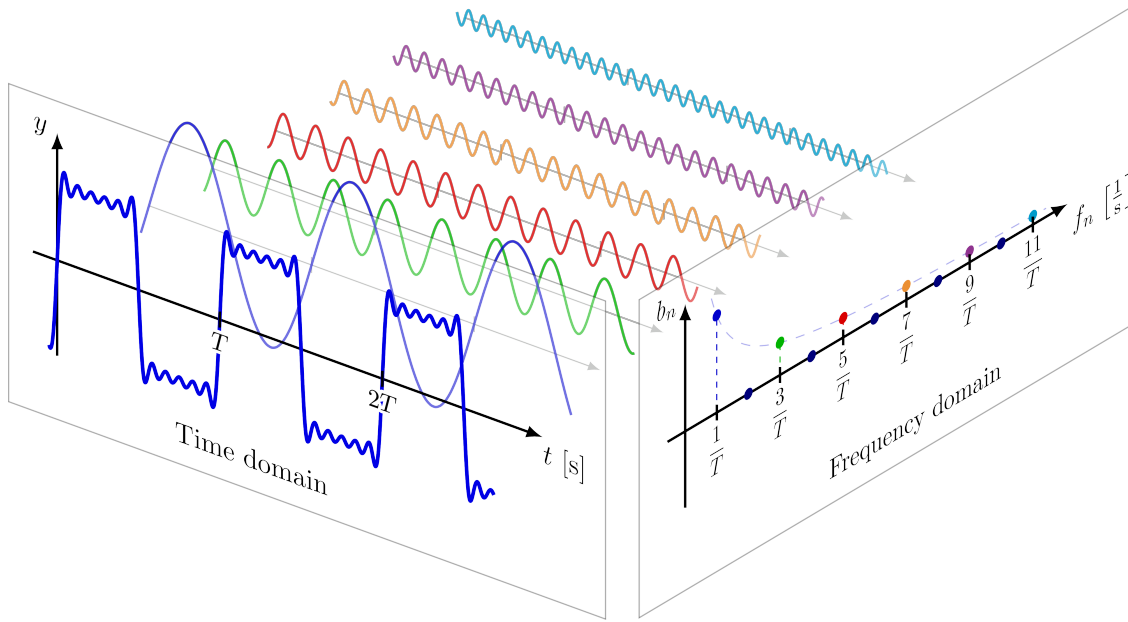 y
T
2T
t [s]
Time domain
b_n
1/T
3/T
5/T
7/T
9/T
11/T
f_n [1/s]
Frequency domain